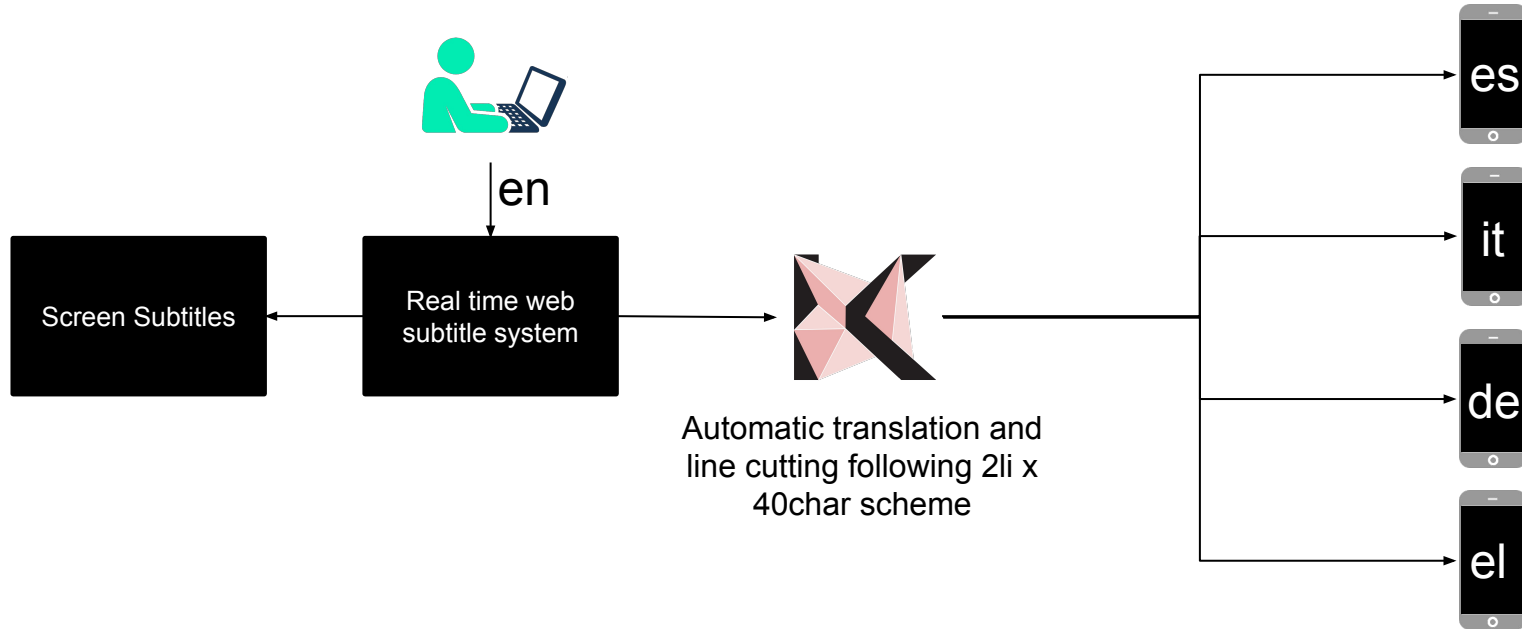 en
Screen Subtitles
Real time web
subtitle system
Automatic translation and
line cutting following 2li x
40char scheme
es
it
de
el